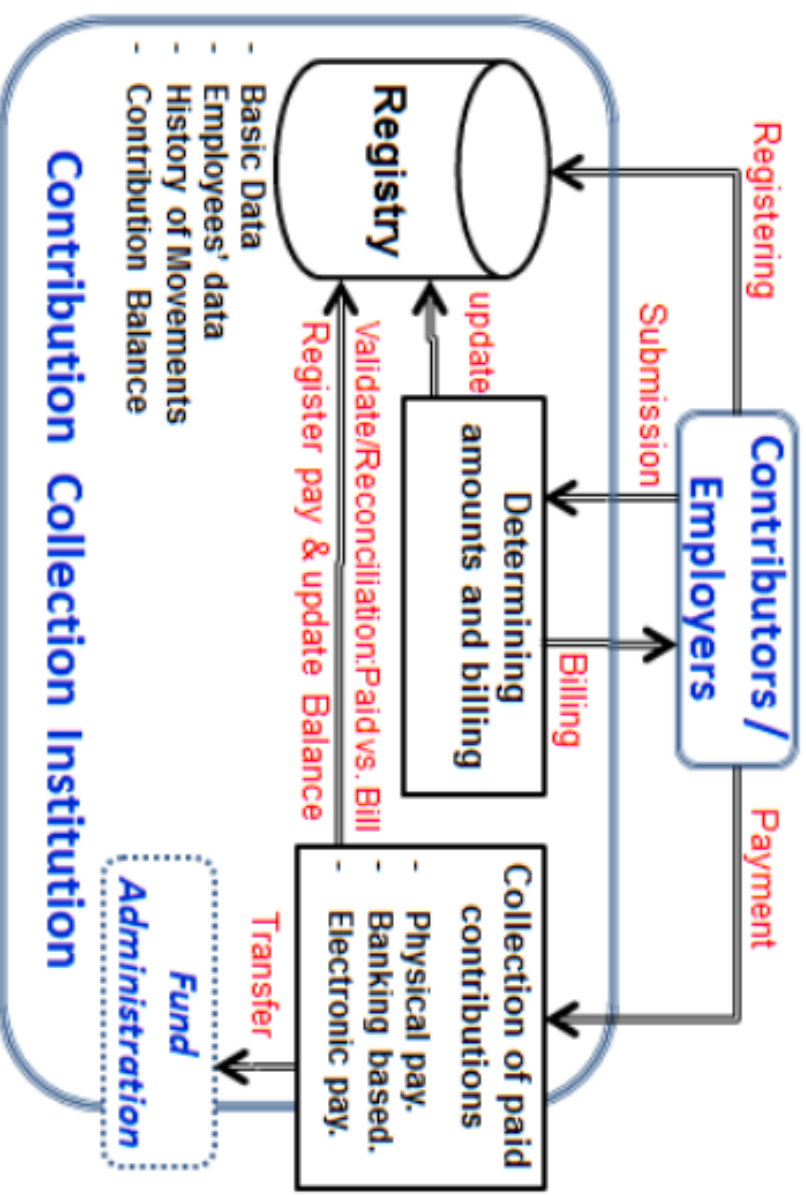 Contributors /
Employers
Registering
Submission
Billing
Payment
Registry
update
Determining
amounts and billing
Collection of paid
contributions
- Physical pay.
- Banking based.
- Electronic pay.
Validate/Reconciliation:Paid vs. Bill
Register pay & update Balance
- Basic Data
- Employees' data
- History of Movements
- Contribution Balance
Transfer
Fund
Administration
Contribution Collection Institution